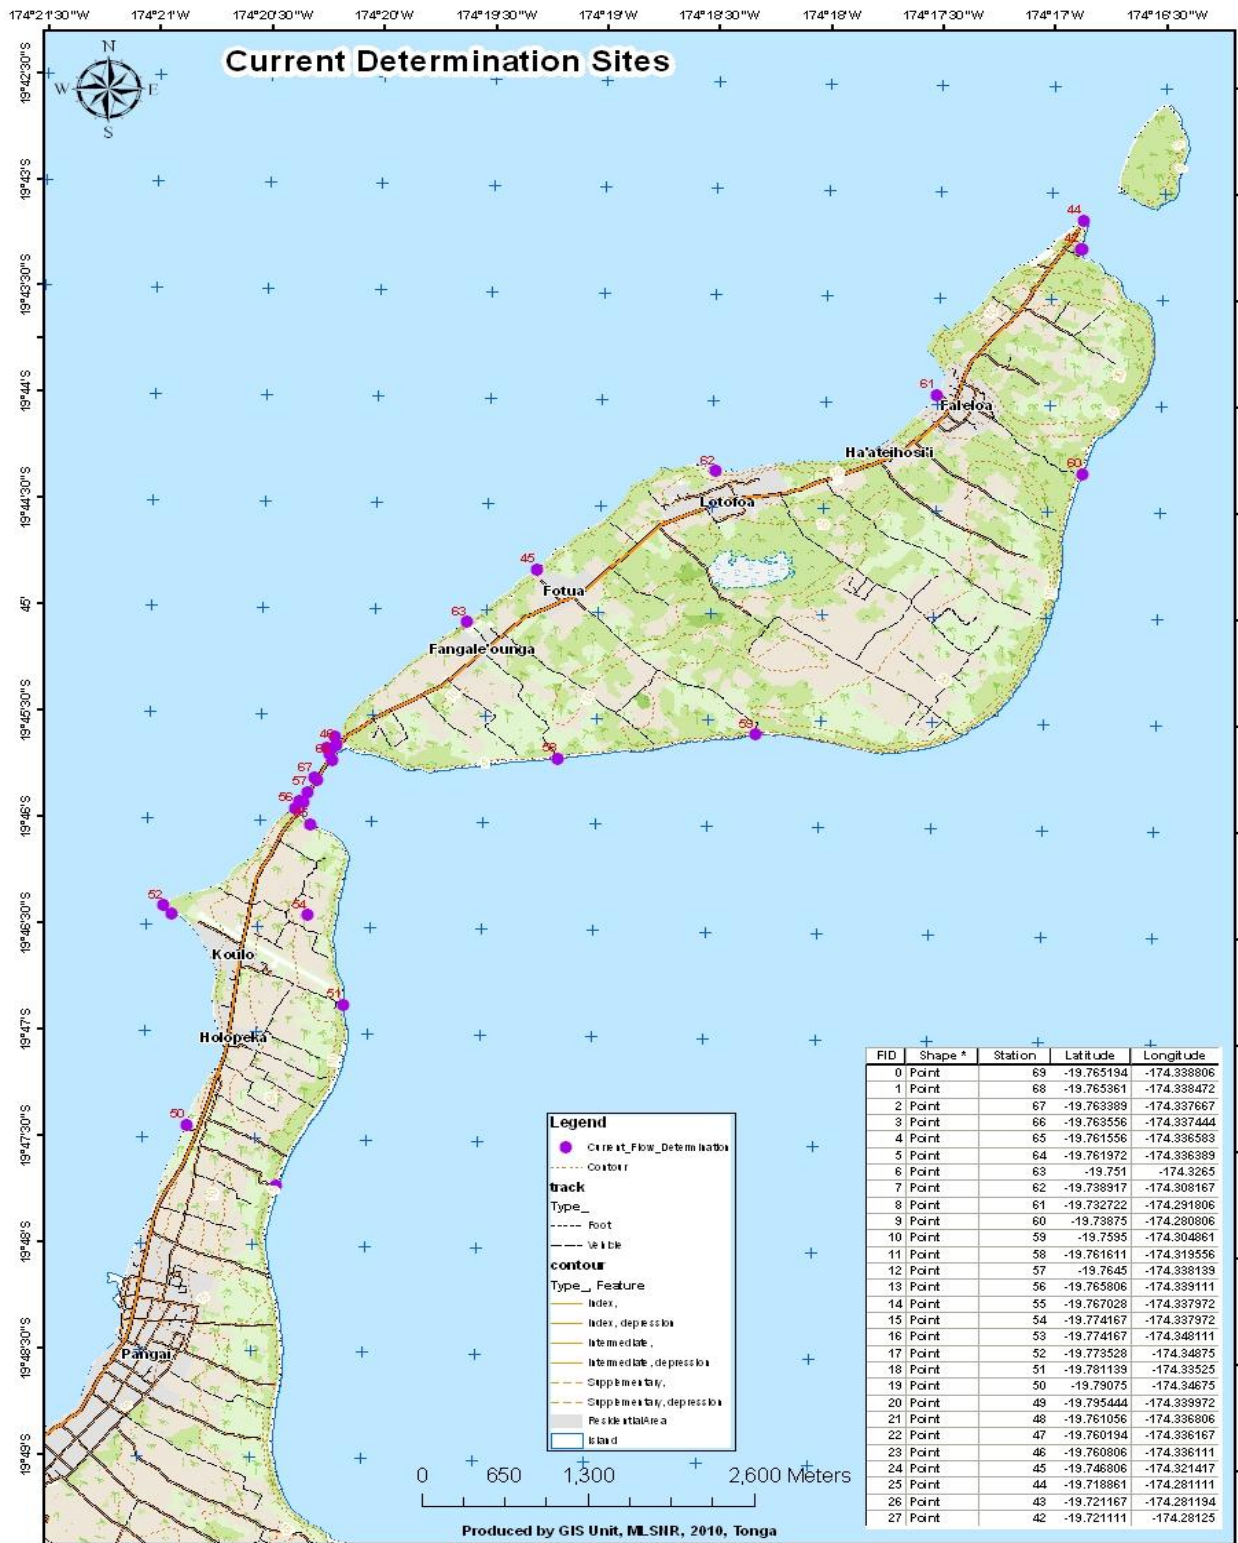 174°21'30"W 174°21'0"W 174°20'30"W 174°20'0"W 174°19'30"W 174°19'0"W 174°18'30"W 174°18'0"W 174°17'30"W 174°17'0"W 174°16'30"W
Current Determination Sites
N
W E
S
19°42'30"S
19°43'S
19°43'30"S
19°44'S
19°44'30"S
45'
19°45'30"S
19°46'S
19°46'30"S
19°47'S
19°47'30"S
19°48'S
19°48'30"S
19°49'S
44
42
61
Faleloa
Ha'ateihosi'i
62
60
Lotofoa
45
Fotua
63
Fangale'ounga
59
58
46
67
57
56
52
54
Koulo
51
Holopeka
50
Pangai
Legend
Current_Flow_Determination
Contour
track
Type_
Foot
Vehicle
contour
Type_, Feature
Index,
Index, depression
Intermediate,
Intermediate, depression
Supplementary,
Supplementary, depression
ResidentialArea
Island
0 650 1,300 2,600 Meters
Produced by GIS Unit, MLSNR, 2010, Tonga
FID Shape * Station Latitude Longitude
0 Point 69 -19.765194 -174.338806
1 Point 68 -19.765361 -174.338472
2 Point 67 -19.763389 -174.337667
3 Point 66 -19.763556 -174.337444
4 Point 65 -19.761556 -174.336583
5 Point 64 -19.761972 -174.336389
6 Point 63 -19.751 -174.3265
7 Point 62 -19.738917 -174.308167
8 Point 61 -19.732722 -174.291806
9 Point 60 -19.73875 -174.280806
10 Point 59 -19.7595 -174.304861
11 Point 58 -19.761611 -174.319556
12 Point 57 -19.7645 -174.338139
13 Point 56 -19.765806 -174.339111
14 Point 55 -19.767028 -174.337972
15 Point 54 -19.774167 -174.337972
16 Point 53 -19.774167 -174.348111
17 Point 52 -19.773528 -174.34875
18 Point 51 -19.781139 -174.33525
19 Point 50 -19.79075 -174.34675
20 Point 49 -19.795444 -174.339972
21 Point 48 -19.761056 -174.336806
22 Point 47 -19.760194 -174.336167
23 Point 46 -19.760806 -174.336111
24 Point 45 -19.746806 -174.321417
25 Point 44 -19.718861 -174.281111
26 Point 43 -19.721167 -174.281194
27 Point 42 -19.721111 -174.28125